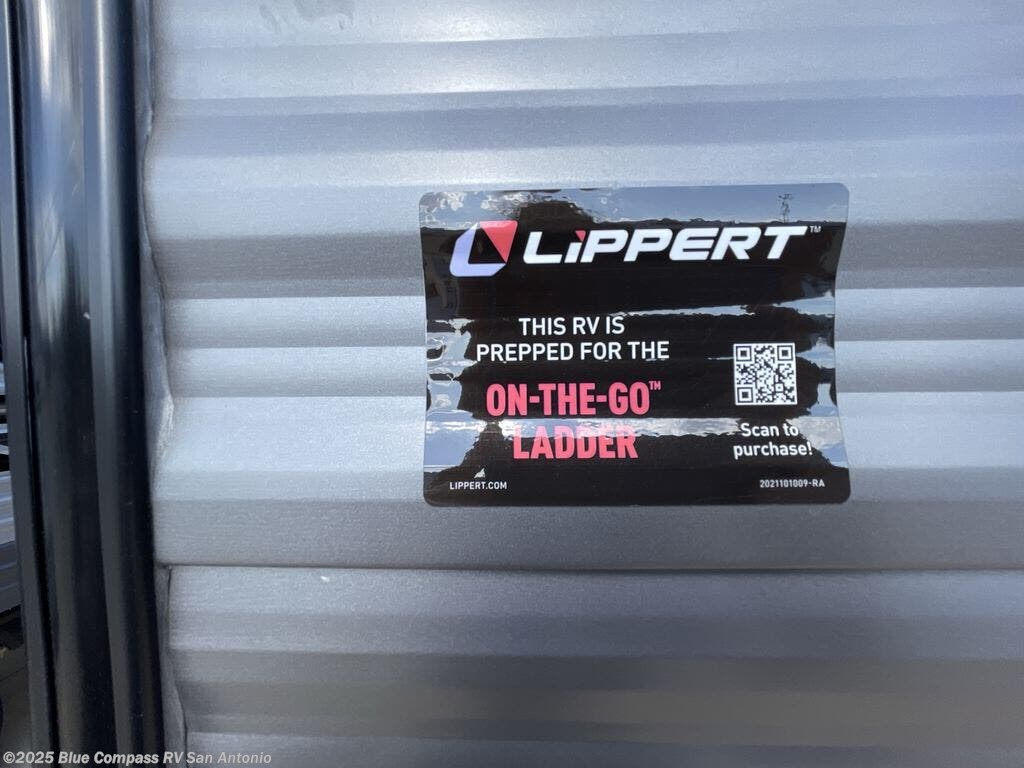 LIPPERT™
THIS RV IS
PREPPED FOR THE
ON-THE-GO™
LADDER
Scan to
purchase!
LIPPERT.COM
2021101009-RA
©2025 Blue Compass RV San Antonio